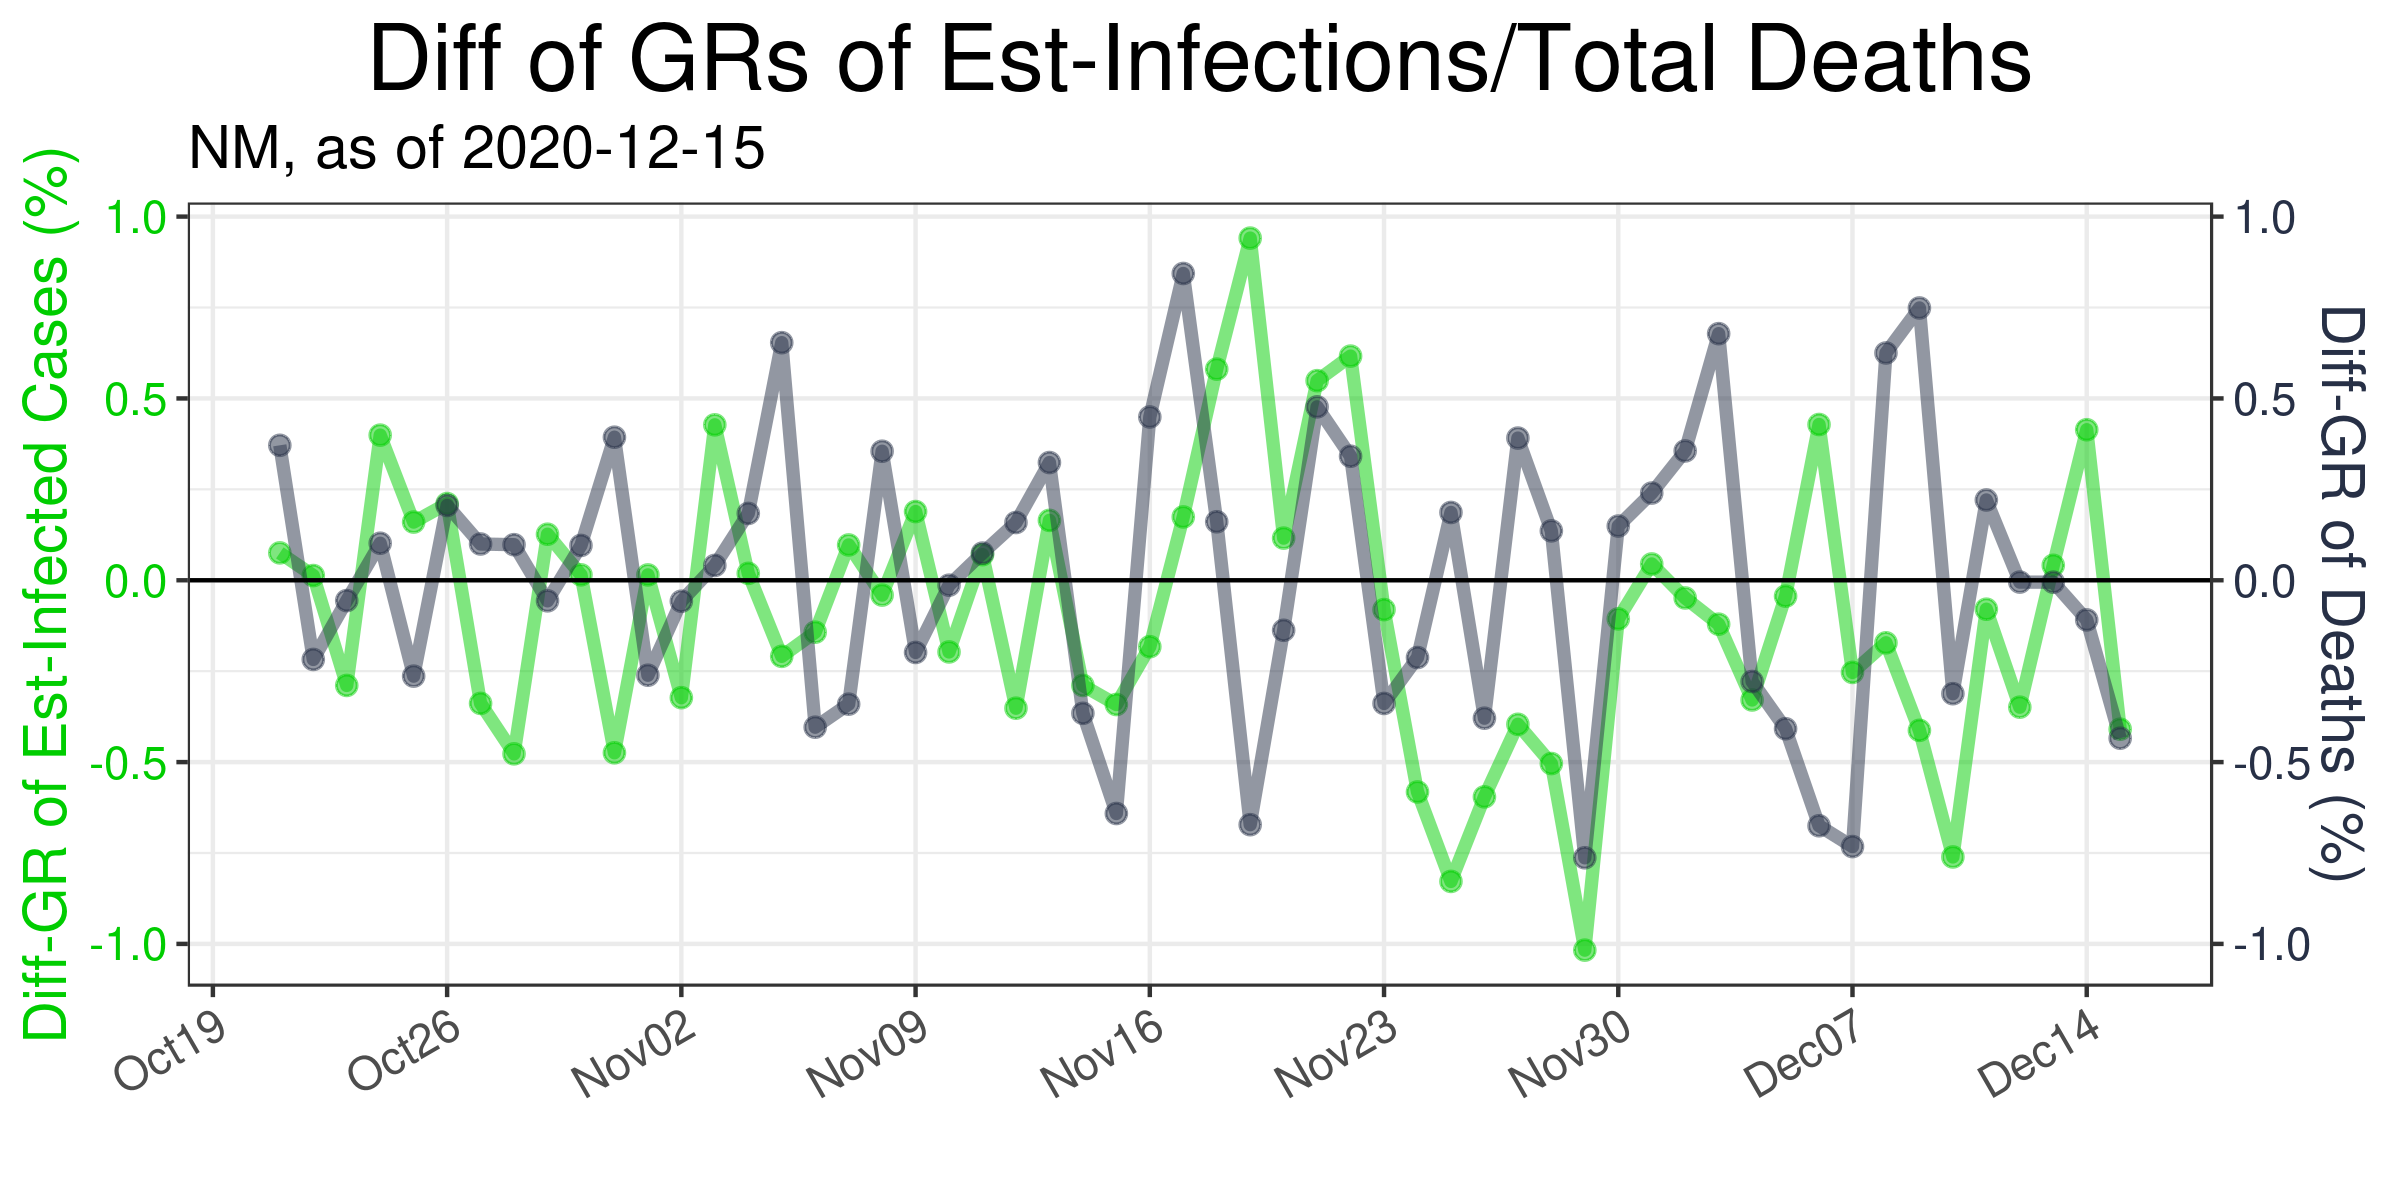 Diff of GRs of Est-Infections/Total Deaths
NM, as of 2020-12-15
Diff-GR of Est-Infected Cases (%)
1.0
0.5
0.0
-0.5
-1.0
1.0
0.5
0.0
-0.5
-1.0
Diff-GR of Deaths (%)
Oct19
Oct26
Nov02
Nov09
Nov16
Nov23
Nov30
Dec07
Dec14